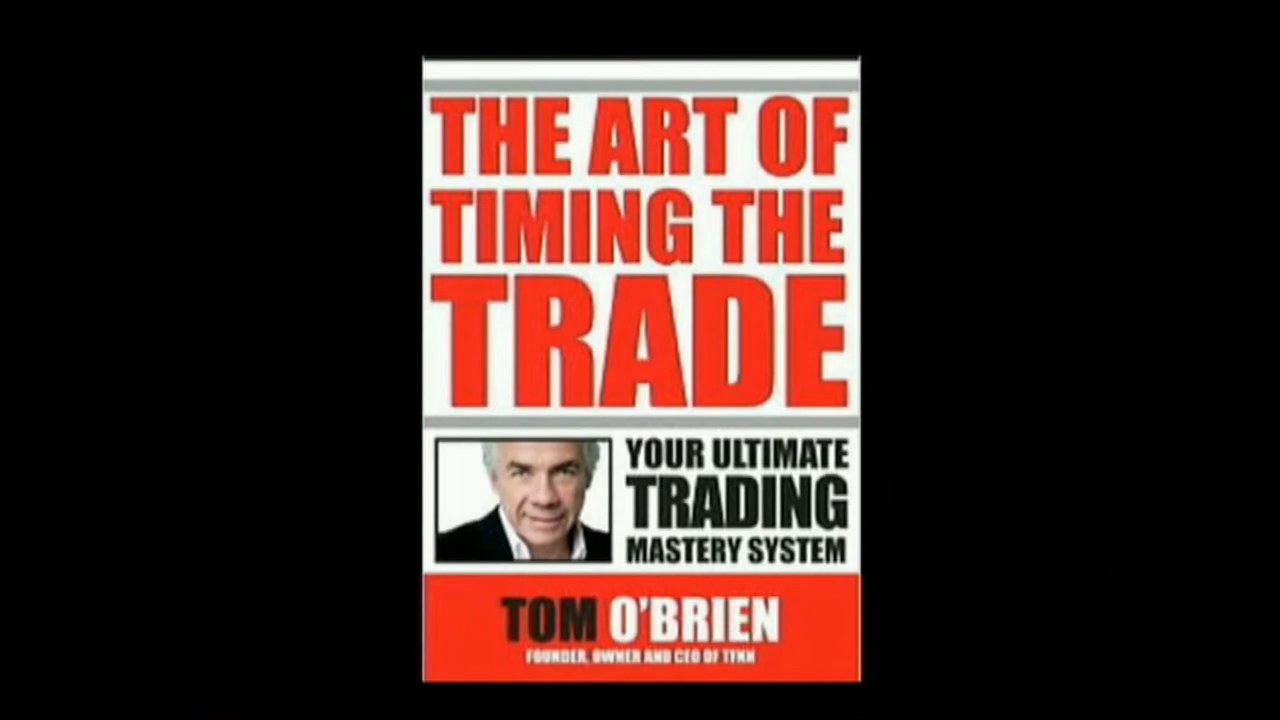 THE ART OF
TIMING THE
TRADE
YOUR ULTIMATE
TRADING
MASTERY SYSTEM
TOM O'BRIEN
FOUNDER, OWNER AND CEO OF TFNN